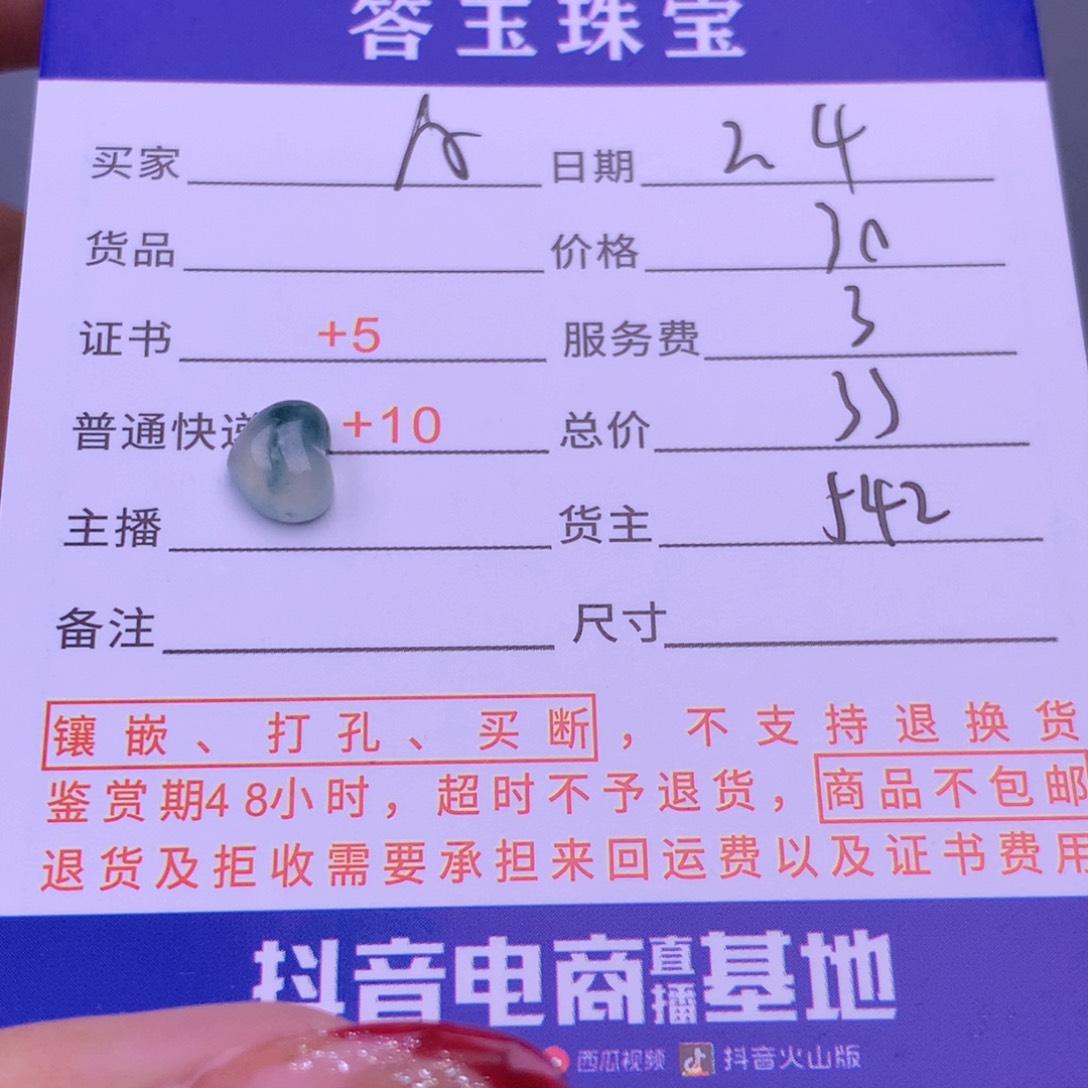 答玉珠宝
买家 A 日期 24
货品 价格 30
证书 +5 服务费 3
普通快递 +10 总价 33
主播 货主 542
备注 尺寸
镶嵌、打孔、买断，不支持退换货
鉴赏期48小时，超时不予退货，商品不包邮
退货及拒收需要承担来回运费以及证书费用
抖音电商直播基地
西瓜视频 抖音火山版